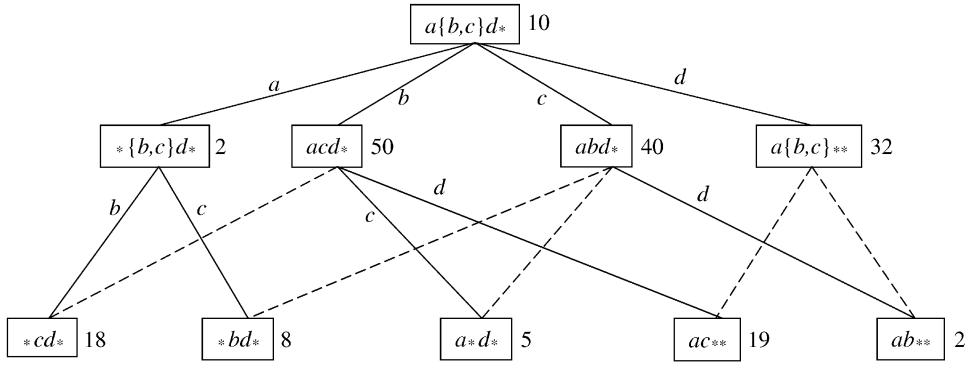 a{b,c}d* 10
a b c d
*{b,c}d* 2 acd* 50 abd* 40 a{b,c}** 32
b c c d d
*cd* 18 *bd* 8 a*d* 5 ac** 19 ab** 2